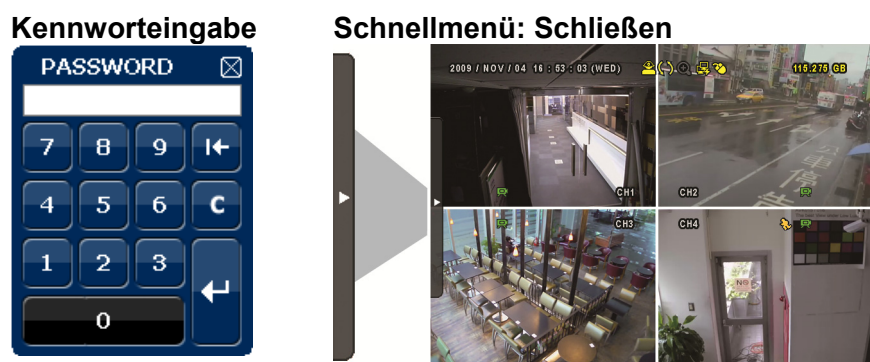 Kennworteingabe
Schnellmenü: Schließen
PASSWORD
7 8 9
4 5 6 C
1 2 3
0
2009 / NOV / 04 16 : 53 : 03 (WED)
115.275 GB
CH1
CH2
CH3
CH4
NO